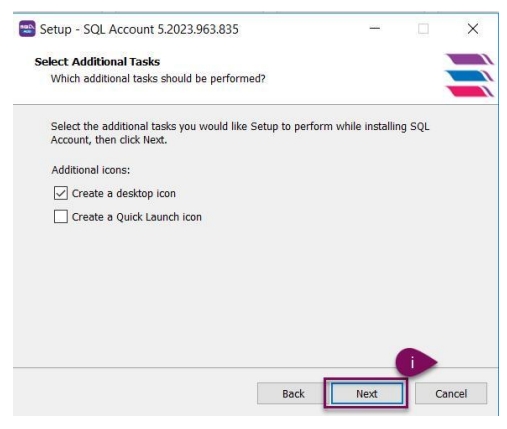 Setup - SQL Account 5.2023.963.835
Select Additional Tasks
Which additional tasks should be performed?
Select the additional tasks you would like Setup to perform while installing SQL
Account, then click Next.
Additional icons:
Create a desktop icon
Create a Quick Launch icon
i
Back Next Cancel